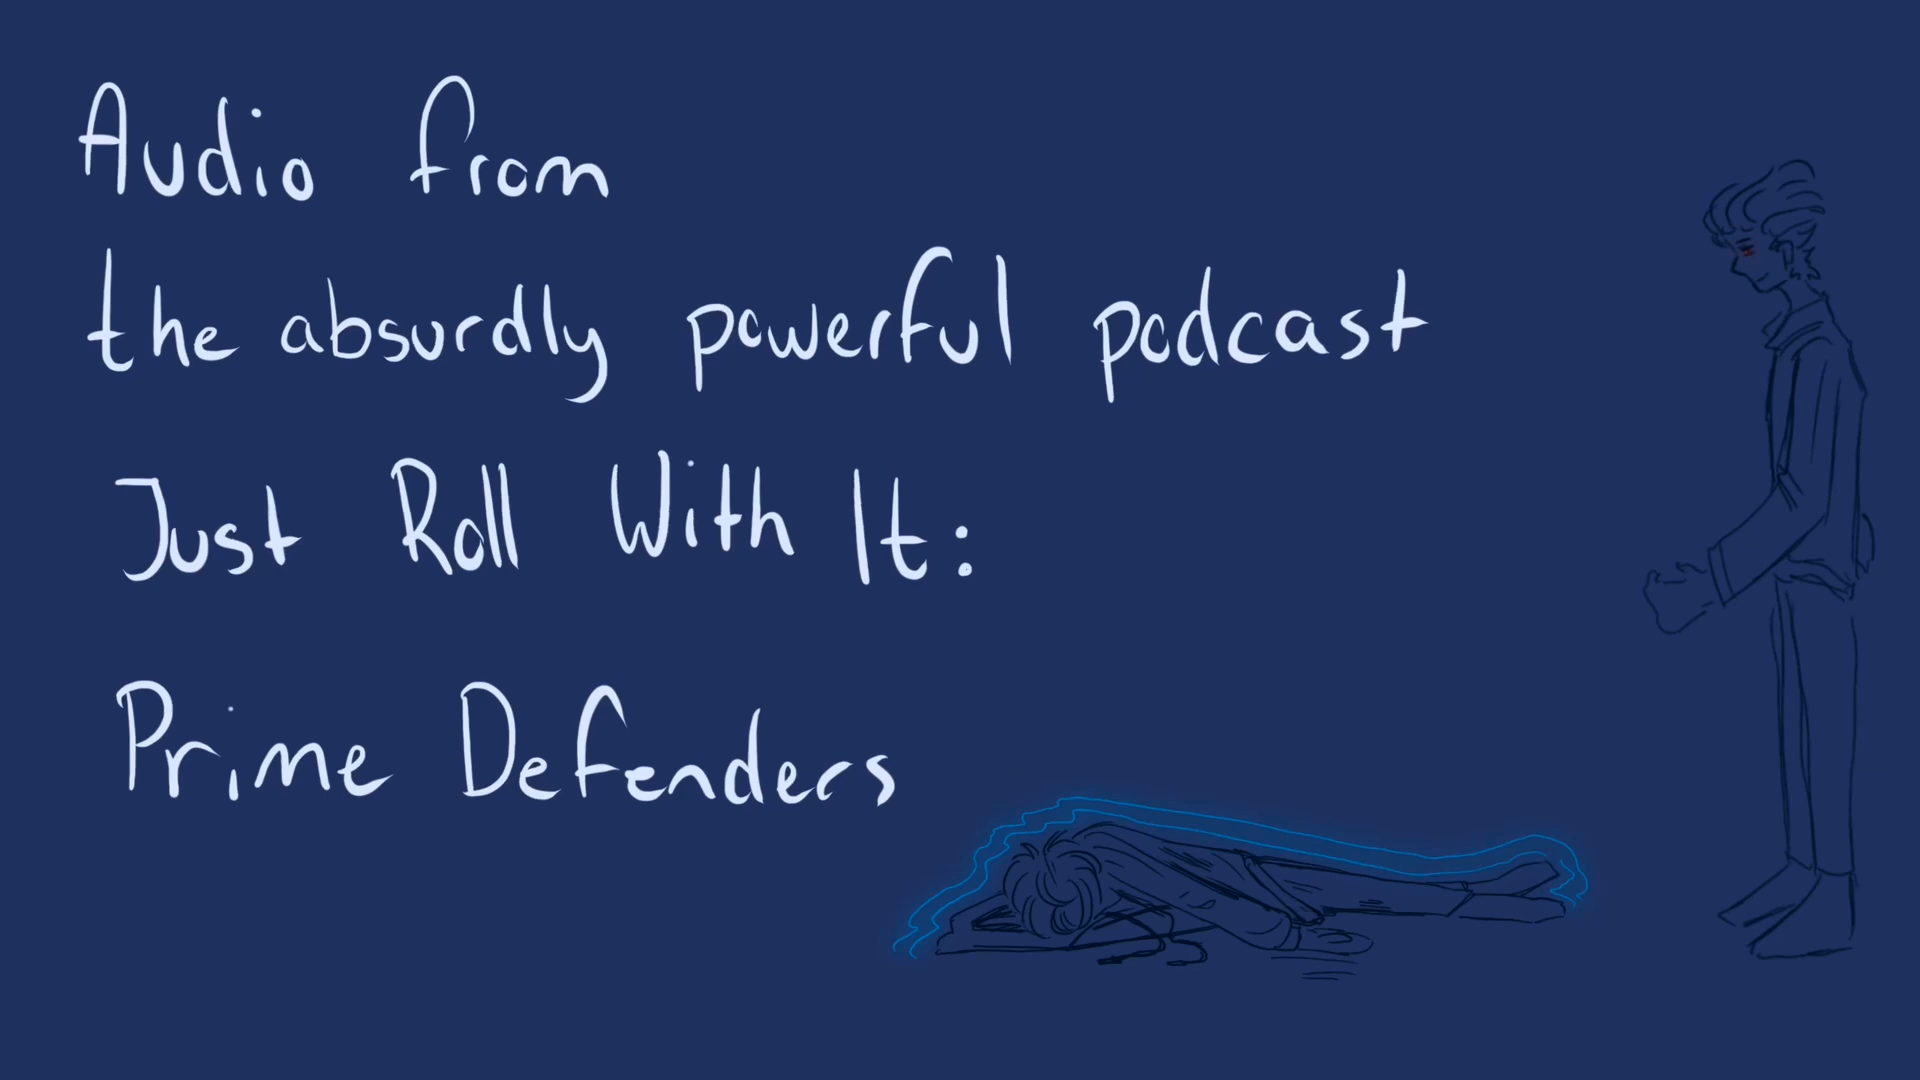 Audio from
the absurdly powerful podcast
Just Roll With It:
Prime Defenders